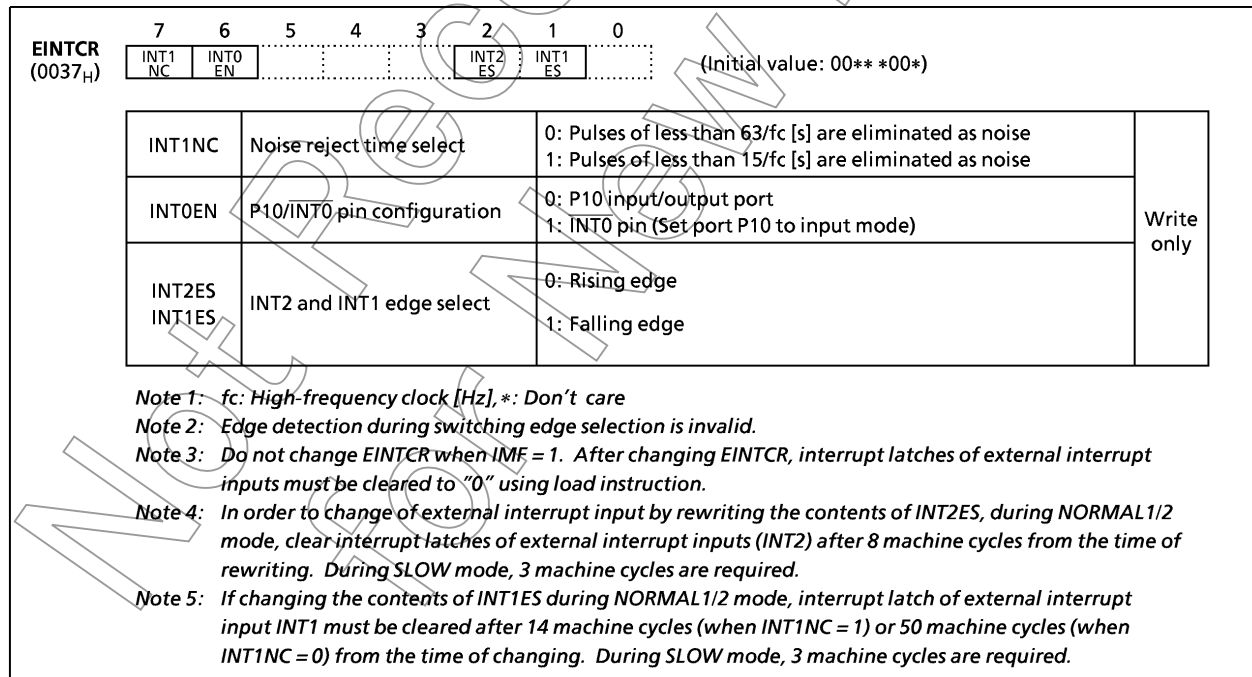 7 6 5 4 3 2 1 0
EINTCR
(0037H)
INT1 NC INT0 EN INT2 ES INT1 ES
(Initial value: 00** *00*)
INT1NC Noise reject time select 0: Pulses of less than 63/fc [s] are eliminated as noise
1: Pulses of less than 15/fc [s] are eliminated as noise
INT0EN P10/INT0 pin configuration 0: P10 input/output port
1: INT0 pin (Set port P10 to input mode)
Write
only
INT2ES
INT1ES
INT2 and INT1 edge select
0: Rising edge
1: Falling edge
Note 1: fc: High-frequency clock [Hz], *: Don't care
Note 2: Edge detection during switching edge selection is invalid.
Note 3: Do not change EINTCR when IMF = 1. After changing EINTCR, interrupt latches of external interrupt
inputs must be cleared to "0" using load instruction.
Note 4: In order to change of external interrupt input by rewriting the contents of INT2ES, during NORMAL1/2
mode, clear interrupt latches of external interrupt inputs (INT2) after 8 machine cycles from the time of
rewriting. During SLOW mode, 3 machine cycles are required.
Note 5: If changing the contents of INT1ES during NORMAL1/2 mode, interrupt latch of external interrupt
input INT1 must be cleared after 14 machine cycles (when INT1NC = 1) or 50 machine cycles (when
INT1NC = 0) from the time of changing. During SLOW mode, 3 machine cycles are required.
Not Reco
for New